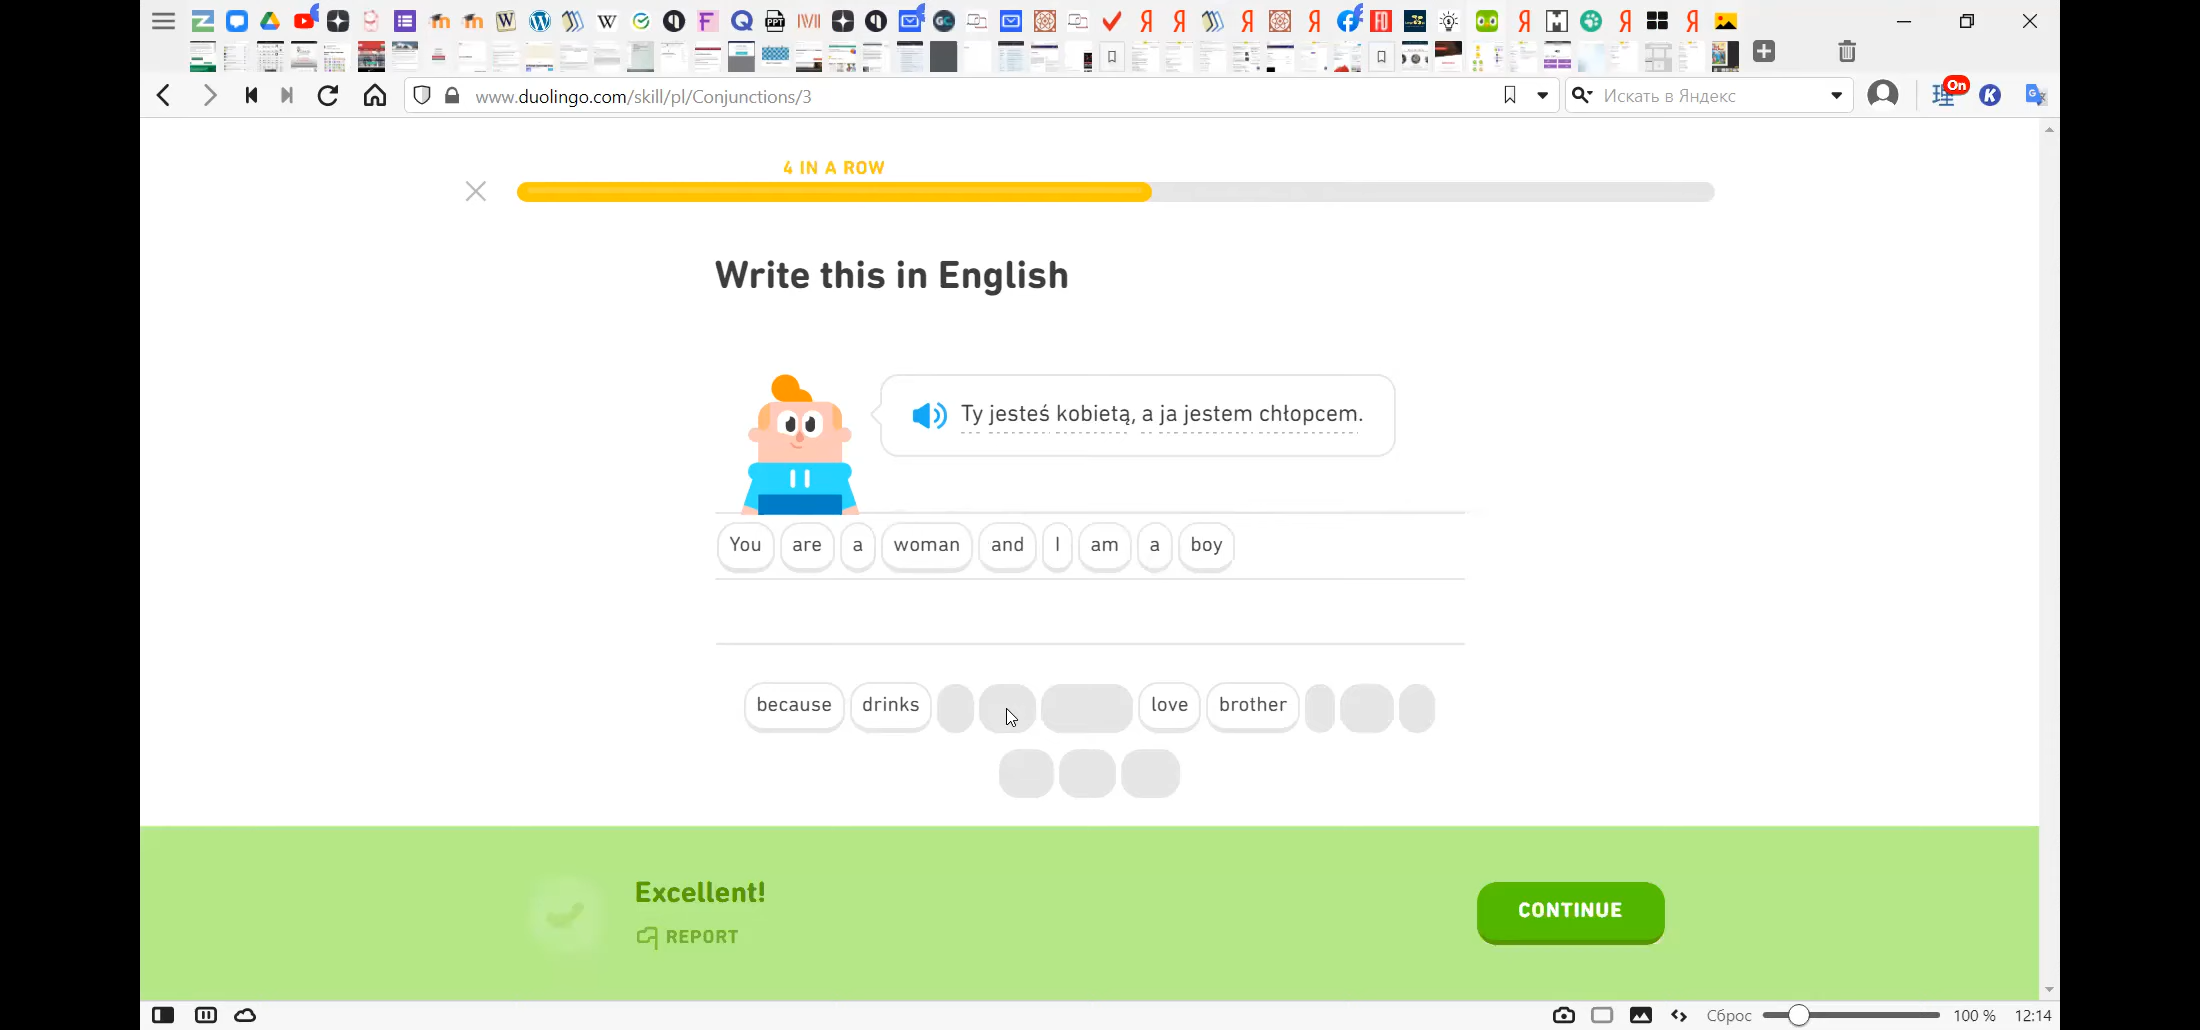 www.duolingo.com/skill/pl/Conjunctions/3
Искать в Яндекс
On
4 IN A ROW
Write this in English
Ty jesteś kobietą, a ja jestem chłopcem.
You are a woman and I am a boy
because drinks love brother
Excellent!
REPORT
CONTINUE
Сброс 100 % 12:14